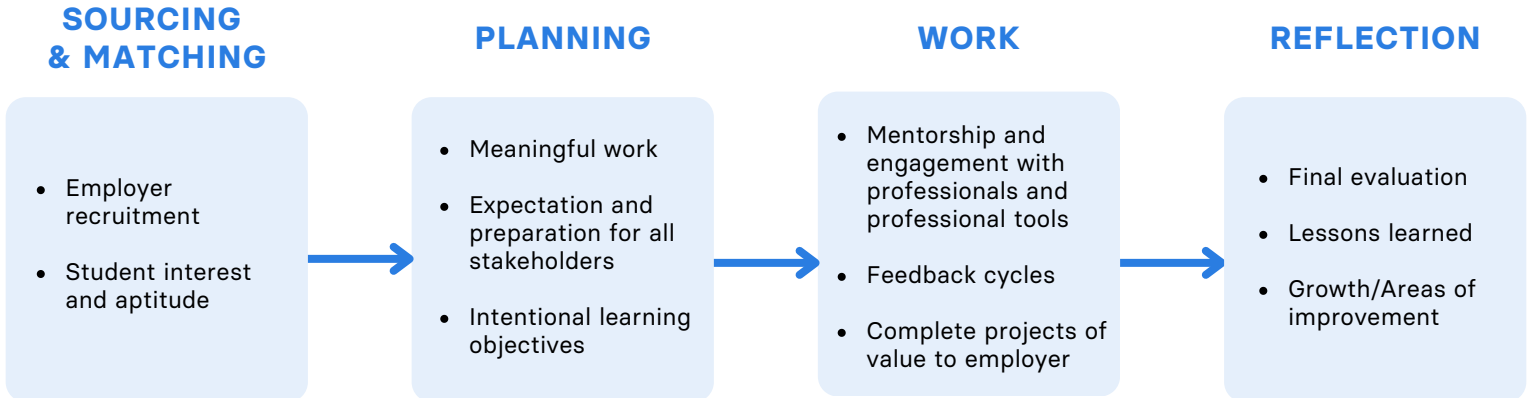 SOURCING
& MATCHING
• Employer
recruitment
• Student interest
and aptitude
PLANNING
• Meaningful work
• Expectation and
preparation for all
stakeholders
• Intentional learning
objectives
WORK
• Mentorship and
engagement with
professionals and
professional tools
• Feedback cycles
• Complete projects of
value to employer
REFLECTION
• Final evaluation
• Lessons learned
• Growth/Areas of
improvement